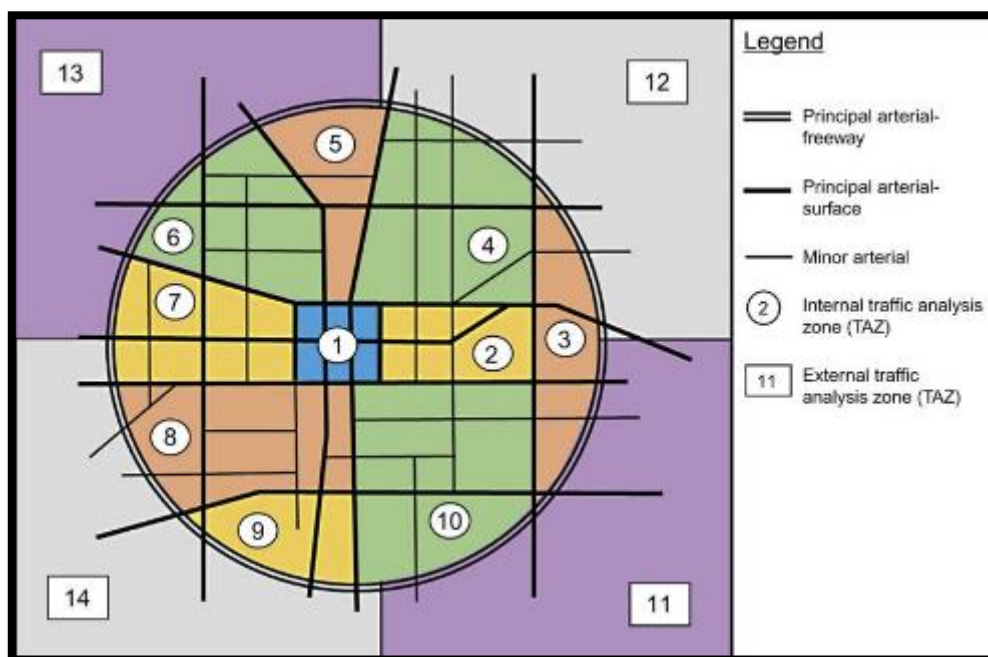 13
12
5
6
4
7
1
2
3
8
9
10
14
11
Legend
Principal arterial-
freeway
Principal arterial-
surface
Minor arterial
2
Internal traffic analysis
zone (TAZ)
11
External traffic
analysis zone (TAZ)